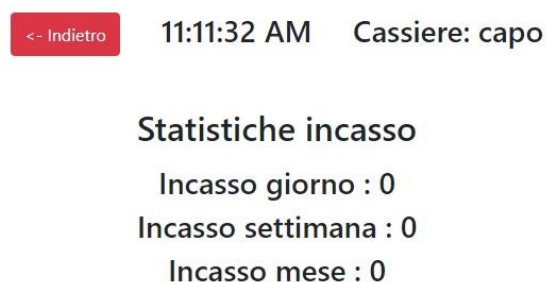 <- Indietro 11:11:32 AM Cassiere: capo
Statistiche incasso
Incasso giorno : 0
Incasso settimana : 0
Incasso mese : 0